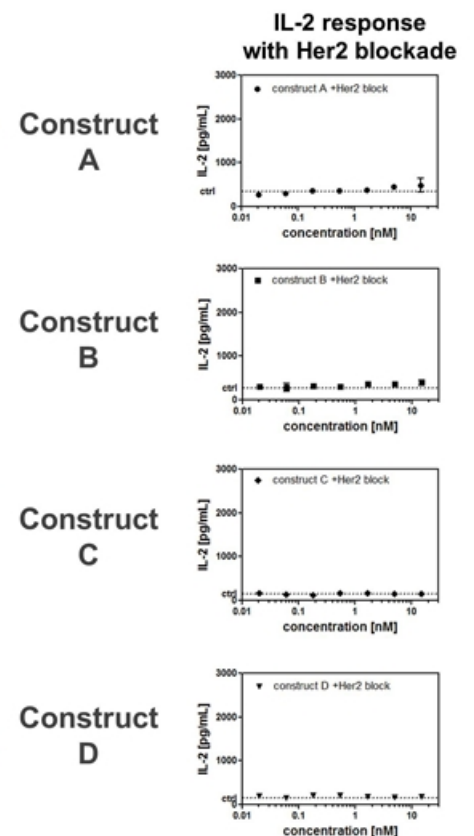 IL-2 response
with Her2 blockade
Construct
A
IL-2 [pg/mL]
3000
2000
1000
ctrl
0
construct A +Her2 block
0.01
0.1
1
10
concentration [nM]
Construct
B
IL-2 [pg/mL]
3000
2000
1000
ctrl
0
construct B +Her2 block
0.01
0.1
1
10
concentration [nM]
Construct
C
IL-2 [pg/mL]
3000
2000
1000
ctrl
0
construct C +Her2 block
0.01
0.1
1
10
concentration [nM]
Construct
D
IL-2 [pg/mL]
3000
2000
1000
ctrl
0
construct D +Her2 block
0.01
0.1
1
10
concentration [nM]